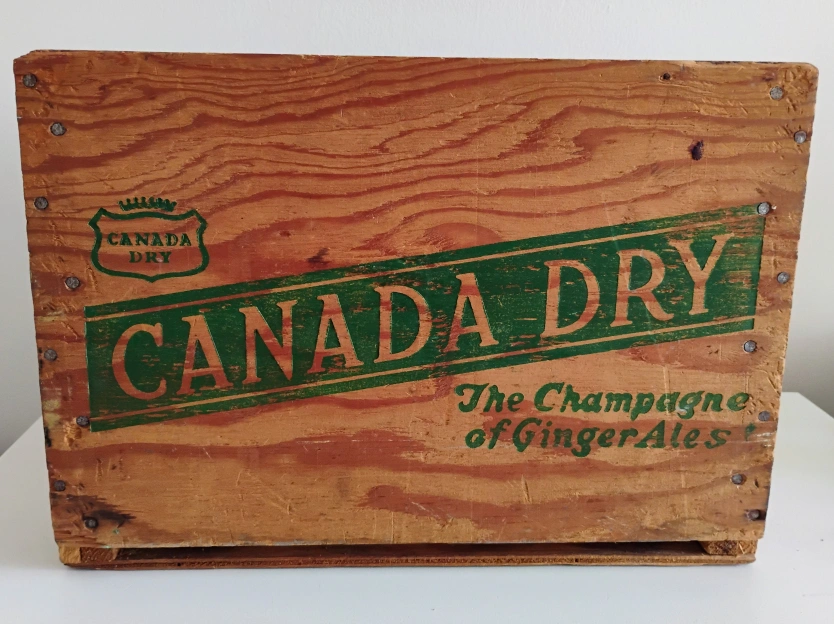 CANADA
DRY
CANADA DRY
The Champagne
of Ginger Ales